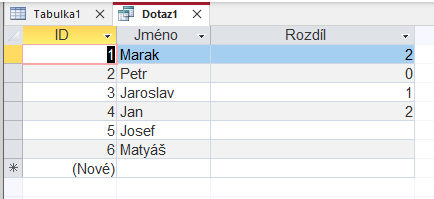 Tabulka1 Dotaz1
ID Jméno Rozdíl
1 Marak 2
2 Petr 0
3 Jaroslav 1
4 Jan 2
5 Josef
6 Matyáš
* (Nové)